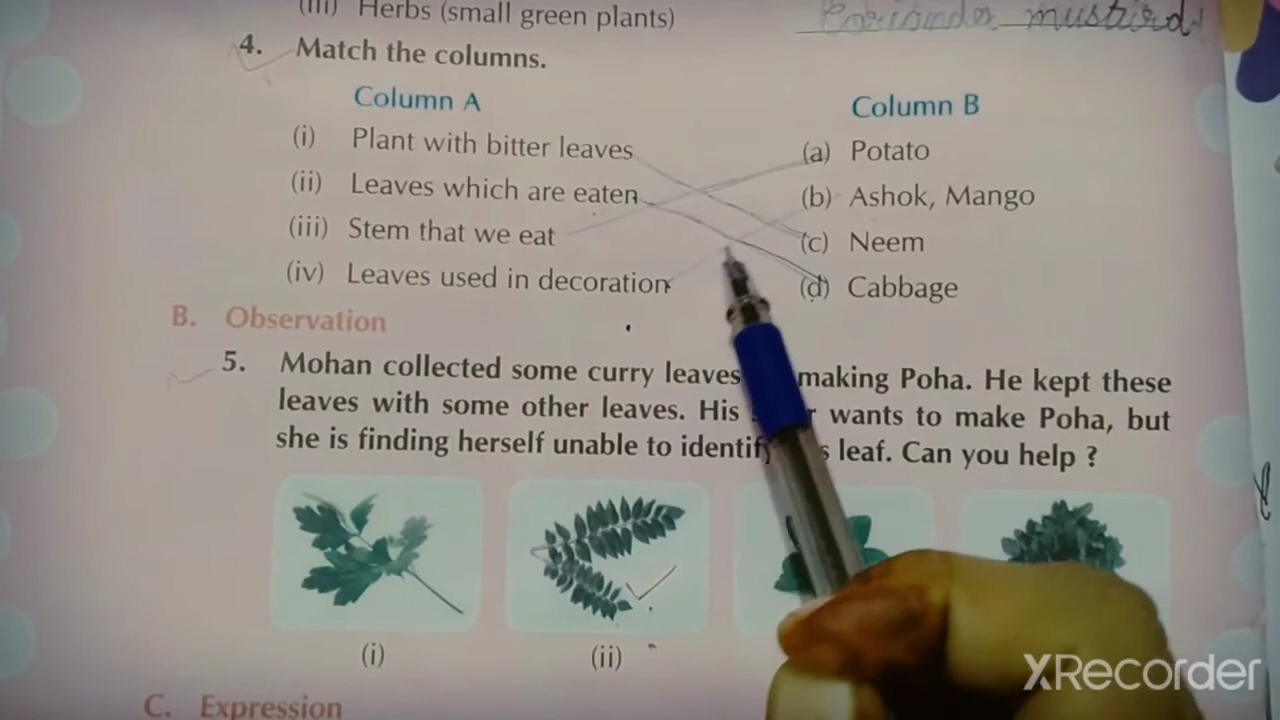 (iii) Herbs (small green plants)
mustard
4. Match the columns.
Column A Column B
(i) Plant with bitter leaves (a) Potato
(ii) Leaves which are eaten (b) Ashok, Mango
(iii) Stem that we eat (c) Neem
(iv) Leaves used in decoration (d) Cabbage
B. Observation
5. Mohan collected some curry leaves making Poha. He kept these
leaves with some other leaves. His wants to make Poha, but
she is finding herself unable to identify leaf. Can you help ?
(i) (ii)
C. Expression
XRecorder